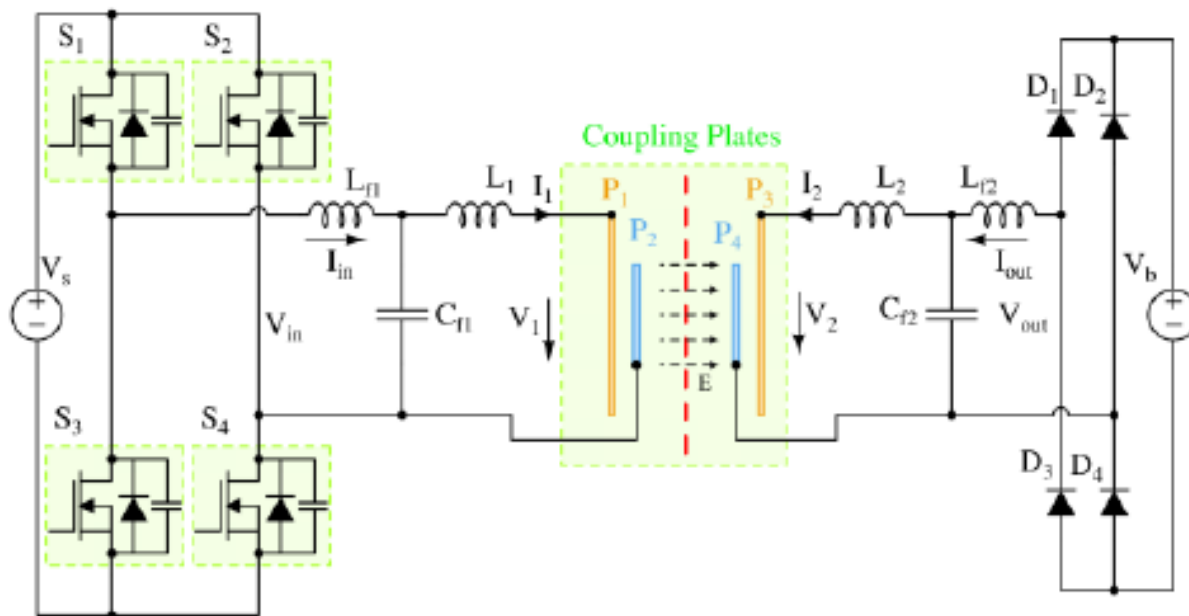 S1 S2
Coupling Plates
D1 D2
Lf1 L1 I1 P1 P3 I2 L2 Lf2
P2 P4
Iin Iout
Vs Vb
Vin Cf1 V1 V2 Cf2 Vout
E
S3 S4
D3 D4